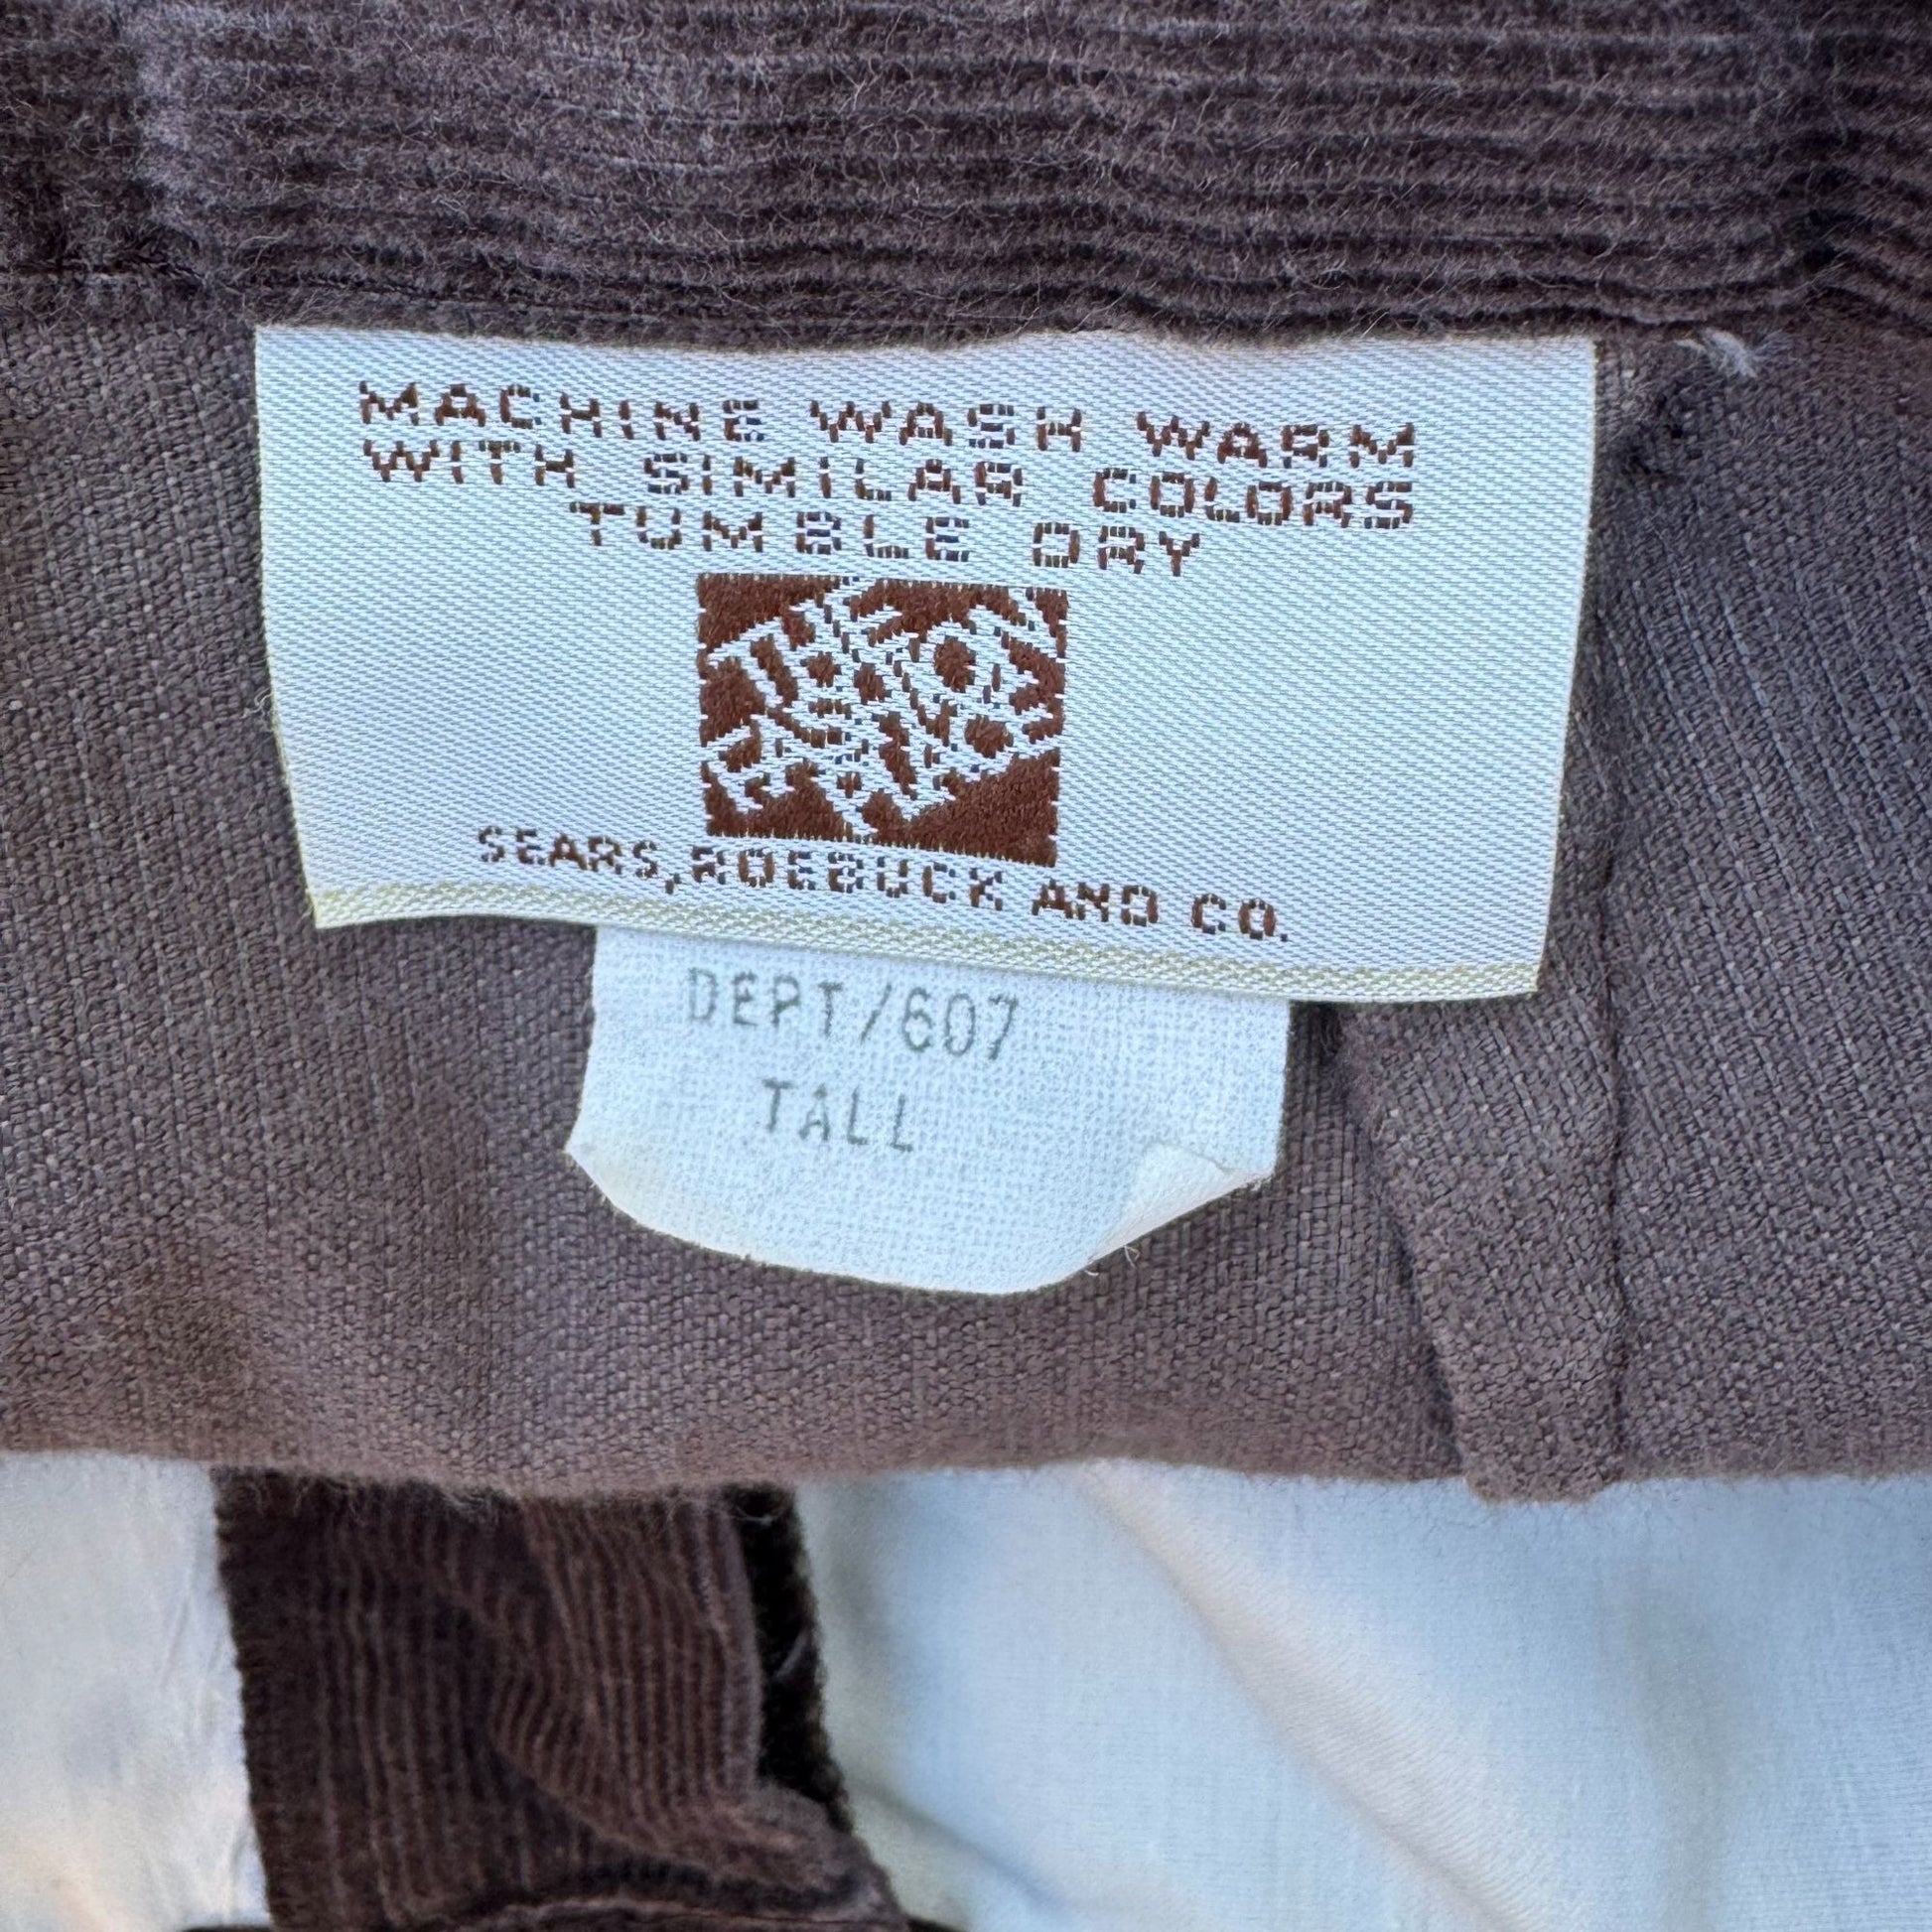 MACHINE WASH WARM
WITH SIMILAR COLORS
TUMBLE DRY
SEARS, ROEBUCK AND CO.
DEPT/607
TALL